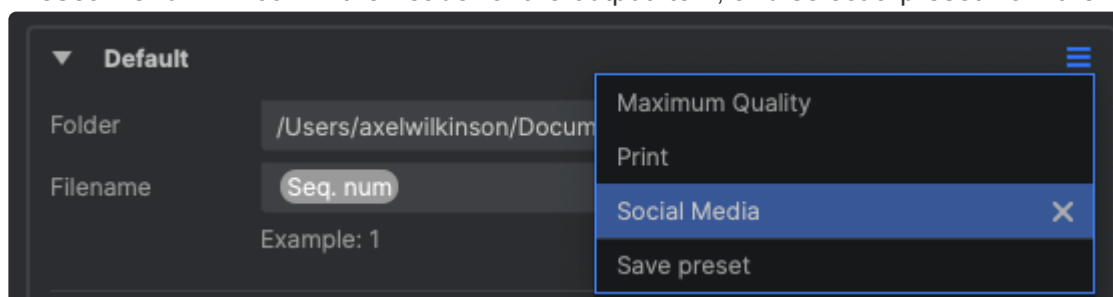 Default
Folder
/Users/axelwilkinson/Docum
Filename
Seq. num
Example: 1
Maximum Quality
Print
Social Media
Save preset